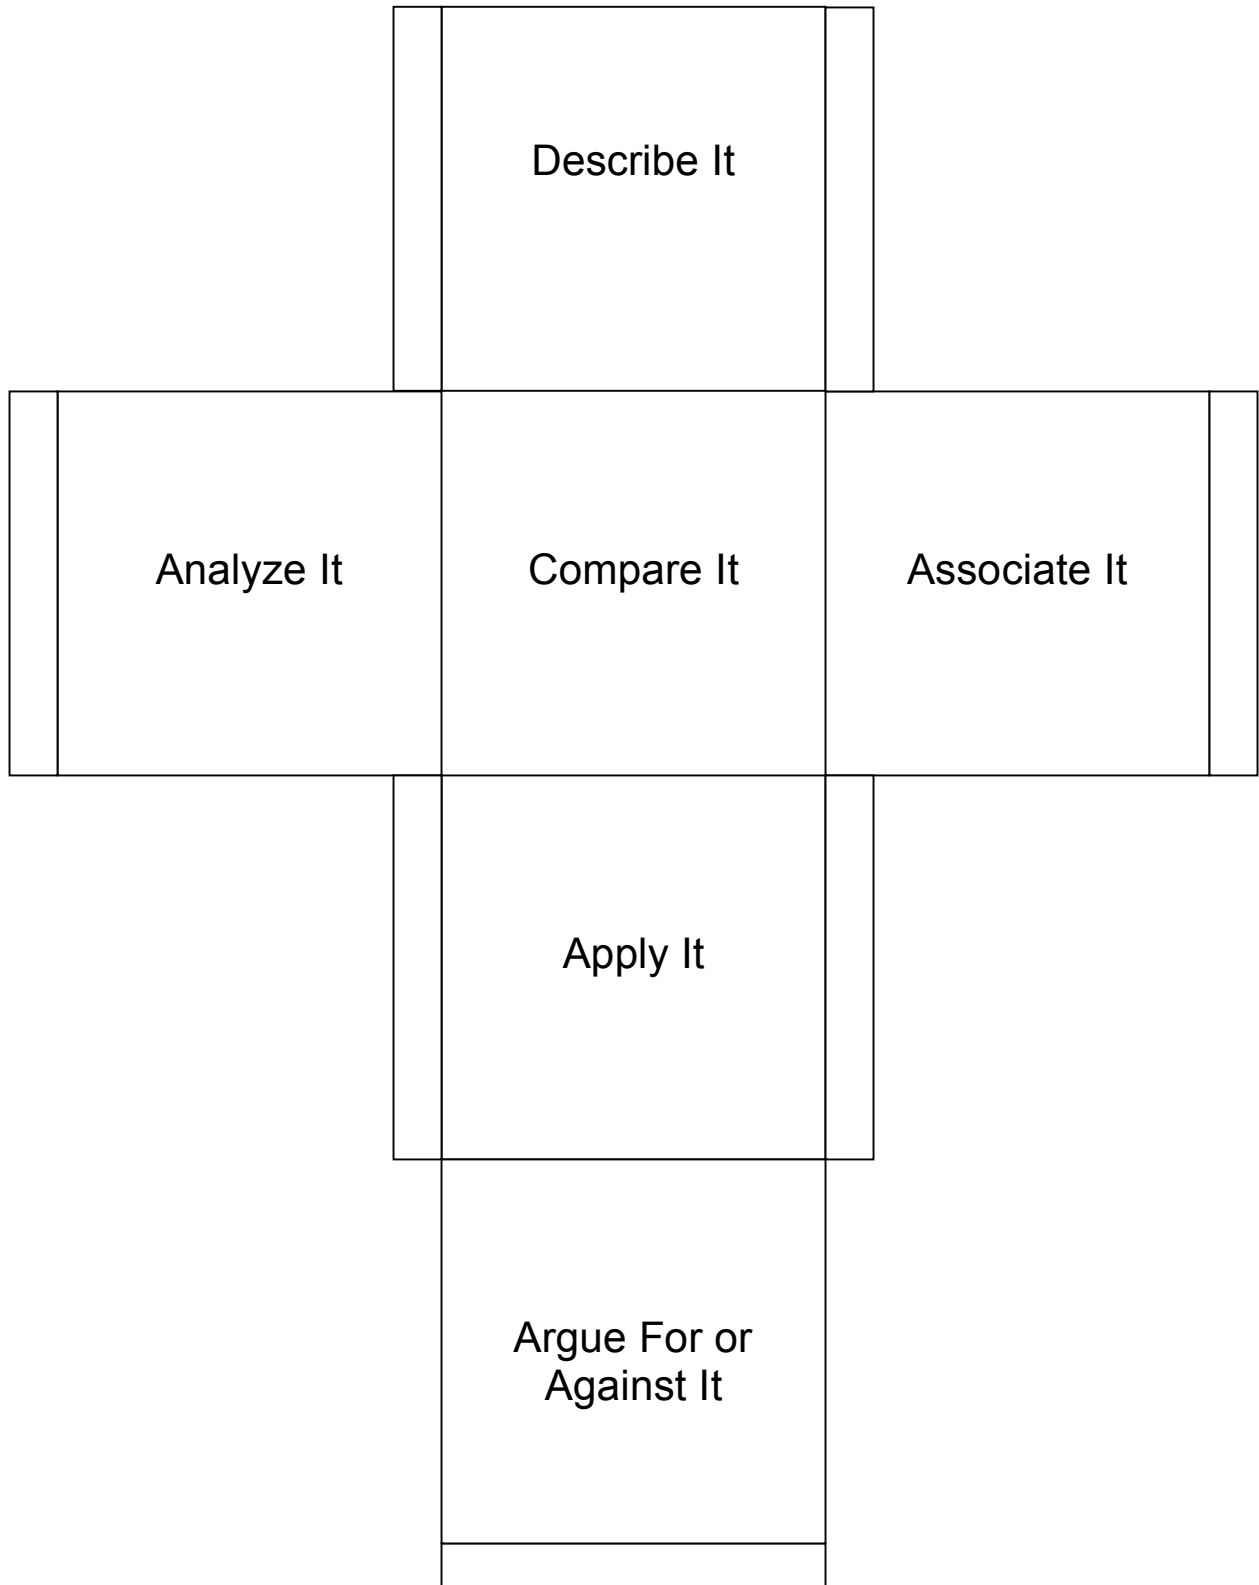 Describe It
Analyze It
Compare It
Associate It
Apply It
Argue For or
Against It